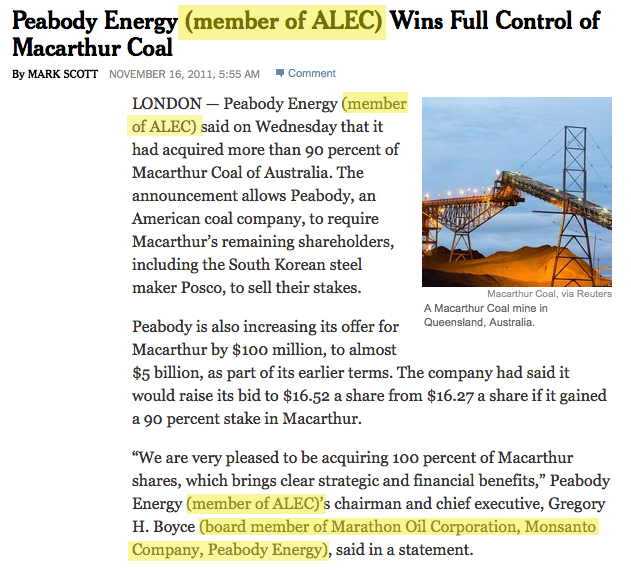 Peabody Energy (member of ALEC) Wins Full Control of
Macarthur Coal
By MARK SCOTT NOVEMBER 16, 2011, 5:55 AM Comment
LONDON — Peabody Energy (member
of ALEC) said on Wednesday that it
had acquired more than 90 percent of
Macarthur Coal of Australia. The
announcement allows Peabody, an
American coal company, to require
Macarthur’s remaining shareholders,
including the South Korean steel
maker Posco, to sell their stakes.
Macarthur Coal, via Reuters
A Macarthur Coal mine in
Queensland, Australia.
Peabody is also increasing its offer for
Macarthur by $100 million, to almost
$5 billion, as part of its earlier terms. The company had said it
would raise its bid to $16.52 a share from $16.27 a share if it gained
a 90 percent stake in Macarthur.
“We are very pleased to be acquiring 100 percent of Macarthur
shares, which brings clear strategic and financial benefits,” Peabody
Energy (member of ALEC)’s chairman and chief executive, Gregory
H. Boyce (board member of Marathon Oil Corporation, Monsanto
Company, Peabody Energy), said in a statement.